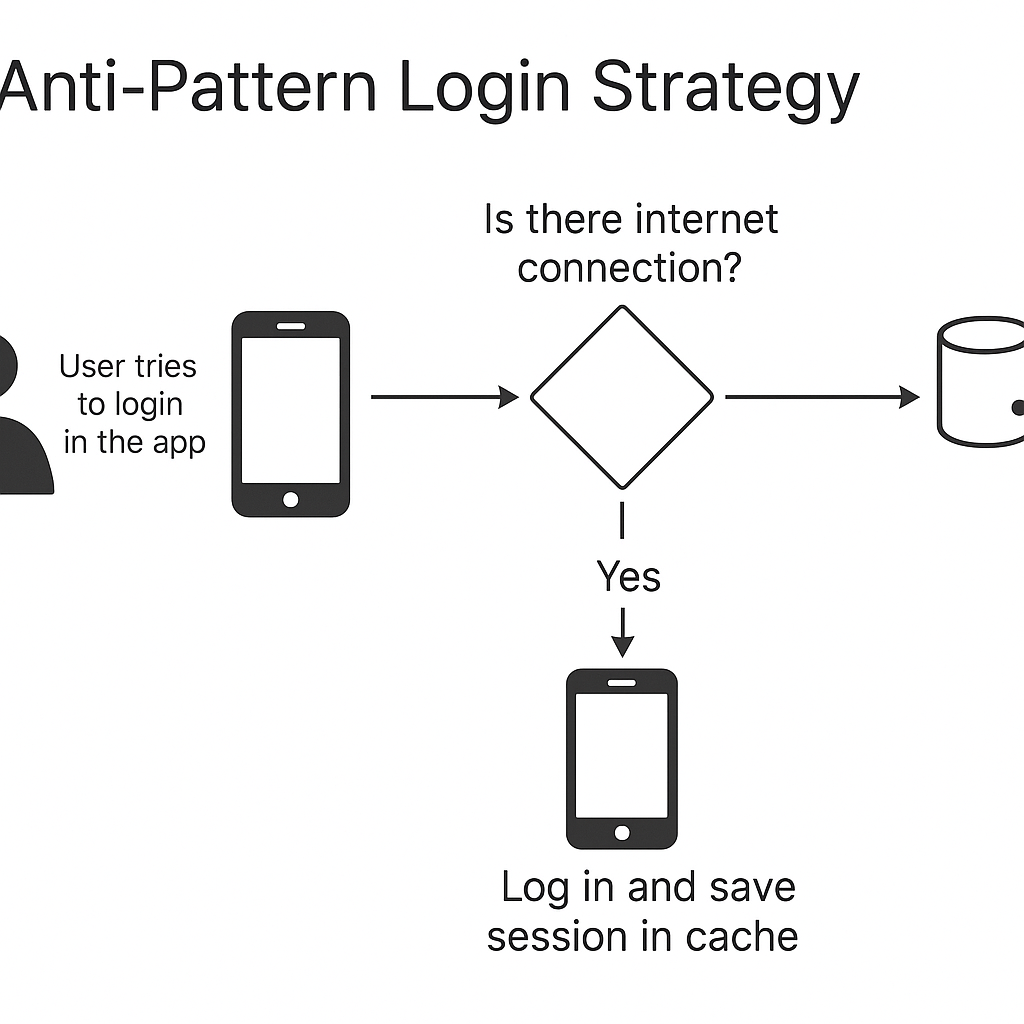 Anti-Pattern Login Strategy
Is there internet
connection?
User tries
to login
in the app
Yes
Log in and save
session in cache